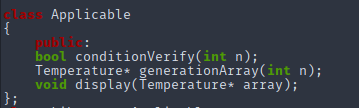 class Applicable
{
public:
bool conditionVerify(int n);
Temperature* generationArray(int n);
void display(Temperature* array);
};